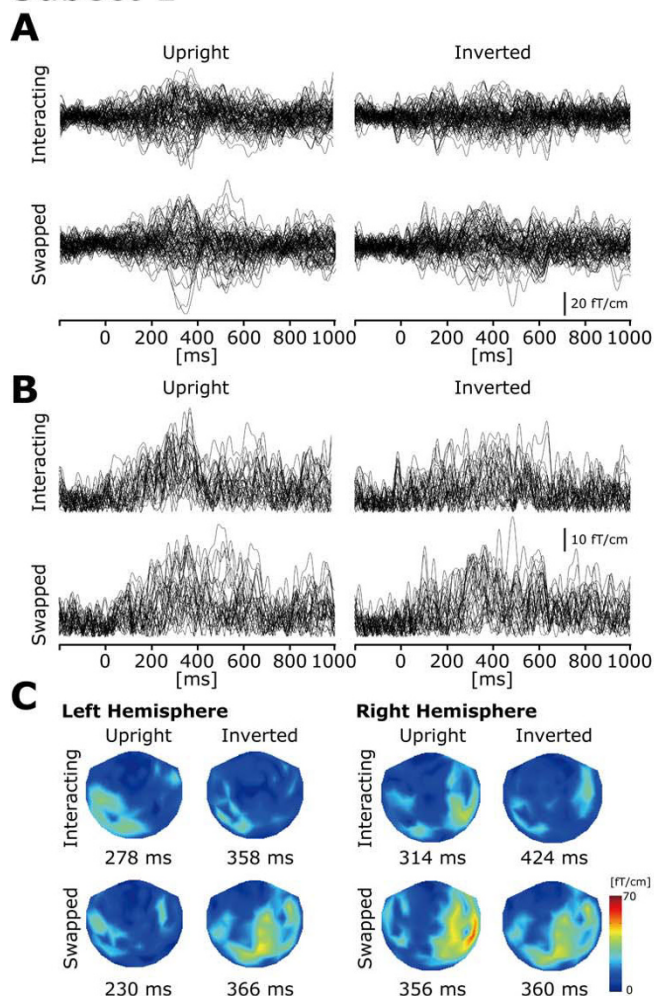 A
Upright Inverted
Interacting
Swapped
20 fT/cm
0 200 400 600 800 1000 0 200 400 600 800 1000
[ms] [ms]
B
Upright Inverted
Interacting
10 fT/cm
Swapped
0 200 400 600 800 1000 0 200 400 600 800 1000
[ms] [ms]
C
Left Hemisphere Right Hemisphere
Upright Inverted Upright Inverted
Interacting
278 ms 358 ms 314 ms 424 ms
[fT/cm]
70
Swapped
0
230 ms 366 ms 356 ms 360 ms